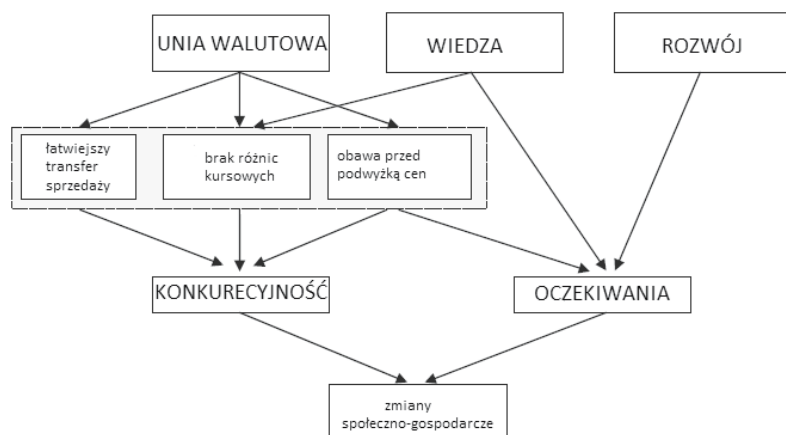 UNIA WALUTOWA
WIEDZA
ROZWÓJ
łatwiejszy
transfer
sprzedaży
brak różnic
kursowych
obawa przed
podwyżką cen
KONKURECYJNOŚĆ
OCZEKIWANIA
zmiany
społeczno-gospodarcze